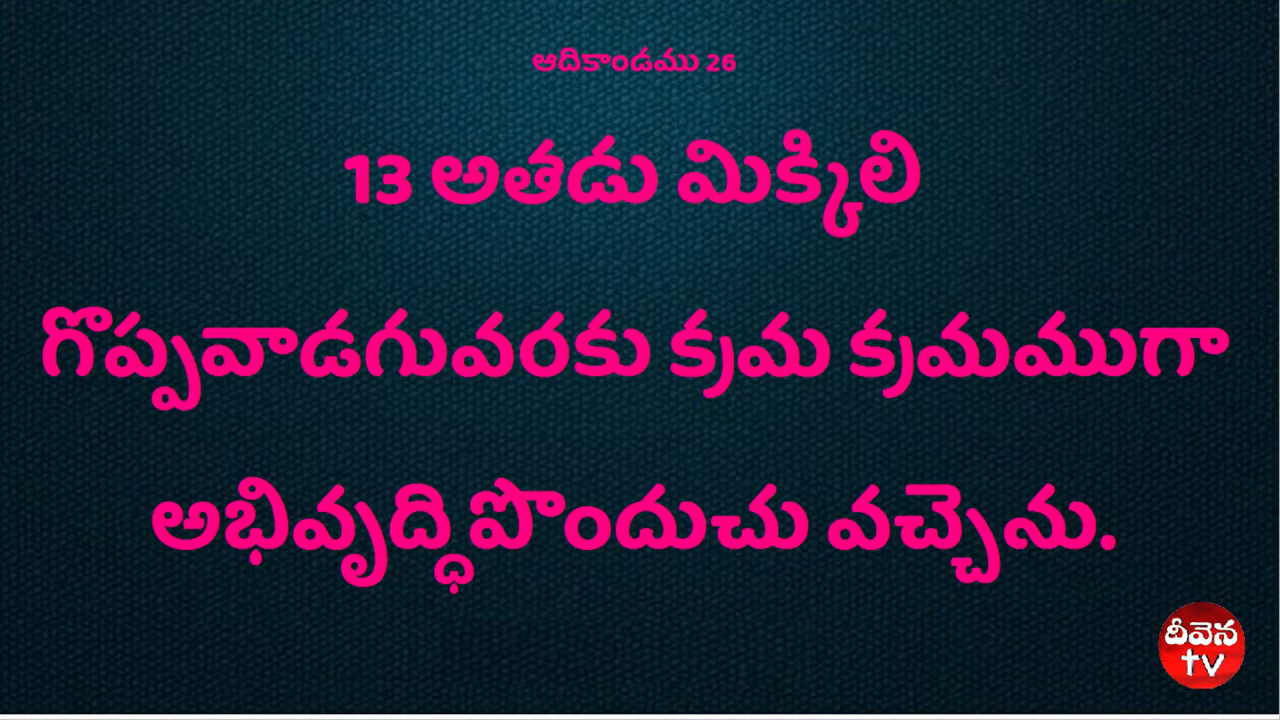 ఆదికాండము 26
13 అతడు మిక్కిలి
గొప్పవాడగువరకు క్రమ క్రమముగా
అభివృద్ధిపొందుచు వచ్చెను.
దీవెన
tv